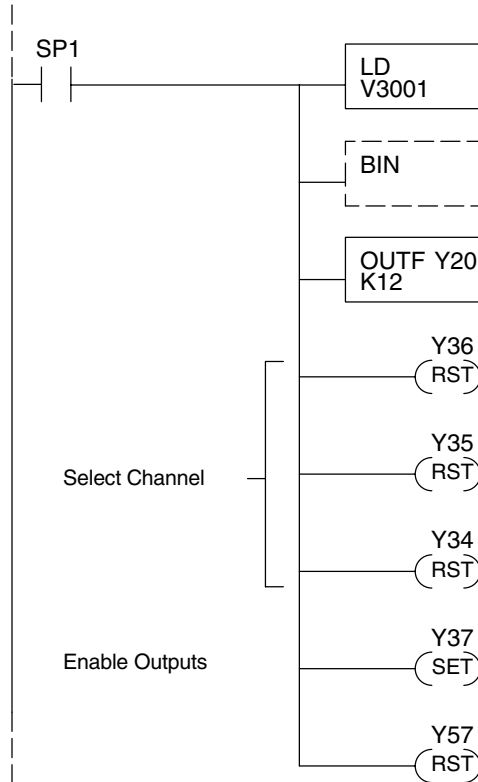 SP1
LD
V3001
BIN
OUTF Y20
K12
Y36
RST
Y35
RST
Select Channel
Y34
RST
Enable Outputs
Y37
SET
Y57
RST